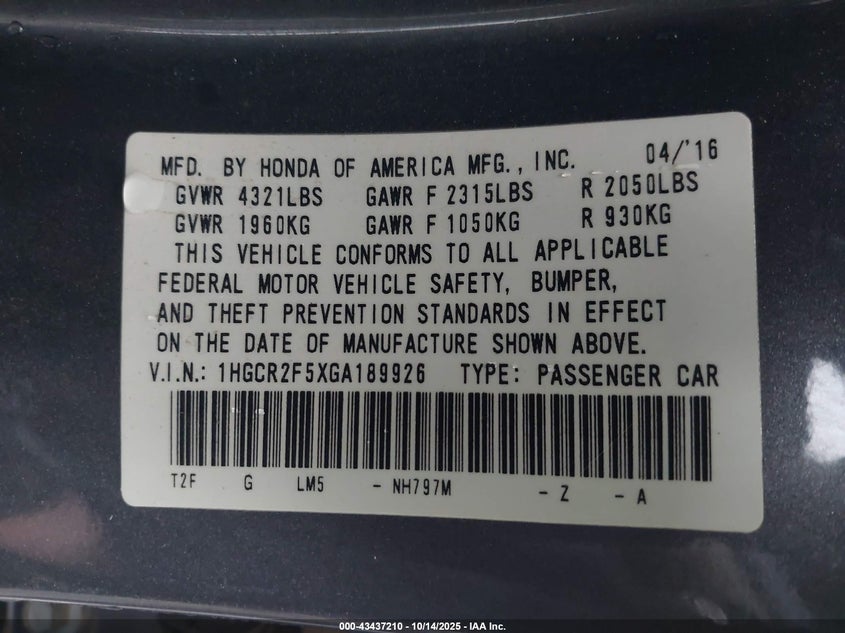 MFD. BY HONDA OF AMERICA MFG., INC. 04/'16
GVWR 4321LBS GAWR F 2315LBS R 2050LBS
GVWR 1960KG GAWR F 1050KG R 930KG
THIS VEHICLE CONFORMS TO ALL APPLICABLE
FEDERAL MOTOR VEHICLE SAFETY, BUMPER,
AND THEFT PREVENTION STANDARDS IN EFFECT
ON THE DATE OF MANUFACTURE SHOWN ABOVE.
V.I.N.: 1HGCR2F5XGA189926 TYPE: PASSENGER CAR
T2F G LM5 - NH797M - Z - A
000-43437210 - 10/14/2025 - IAA Inc.